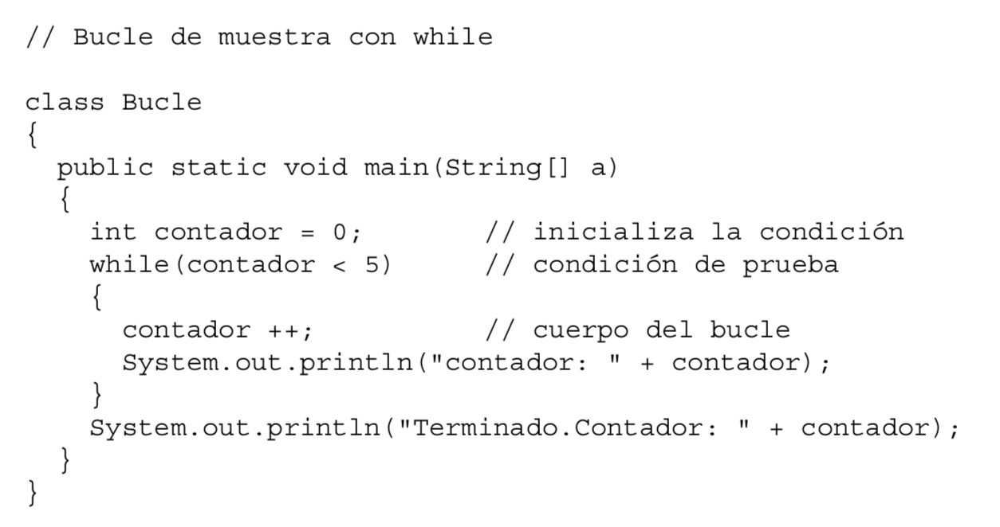 // Bucle de muestra con while
class Bucle
{
public static void main(String[] a)
{
int contador = 0; // inicializa la condición
while(contador < 5) // condición de prueba
{
contador ++; // cuerpo del bucle
System.out.println("contador: " + contador);
}
System.out.println("Terminado.Contador: " + contador);
}
}